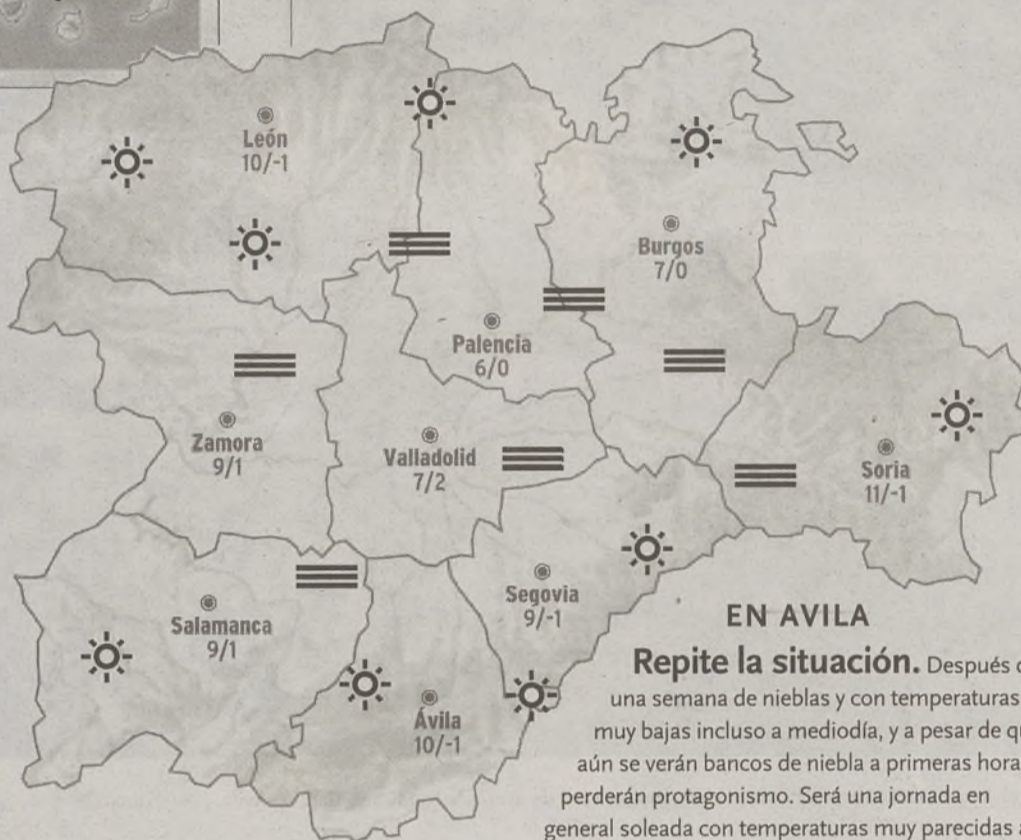 León
10/-1
Burgos
7/0
Palencia
6/0
Zamora
9/1
Valladolid
7/2
Soria
11/-1
Segovia
9/-1
Salamanca
9/1
Ávila
10/-1
EN AVILA
Repite la situación. Después
una semana de nieblas y con temperaturas
muy bajas incluso a mediodía, y a pesar de
aún se verán bancos de niebla a primeras
perderán protagonismo. Será una jornada en
general soleada con temperaturas muy parecidas